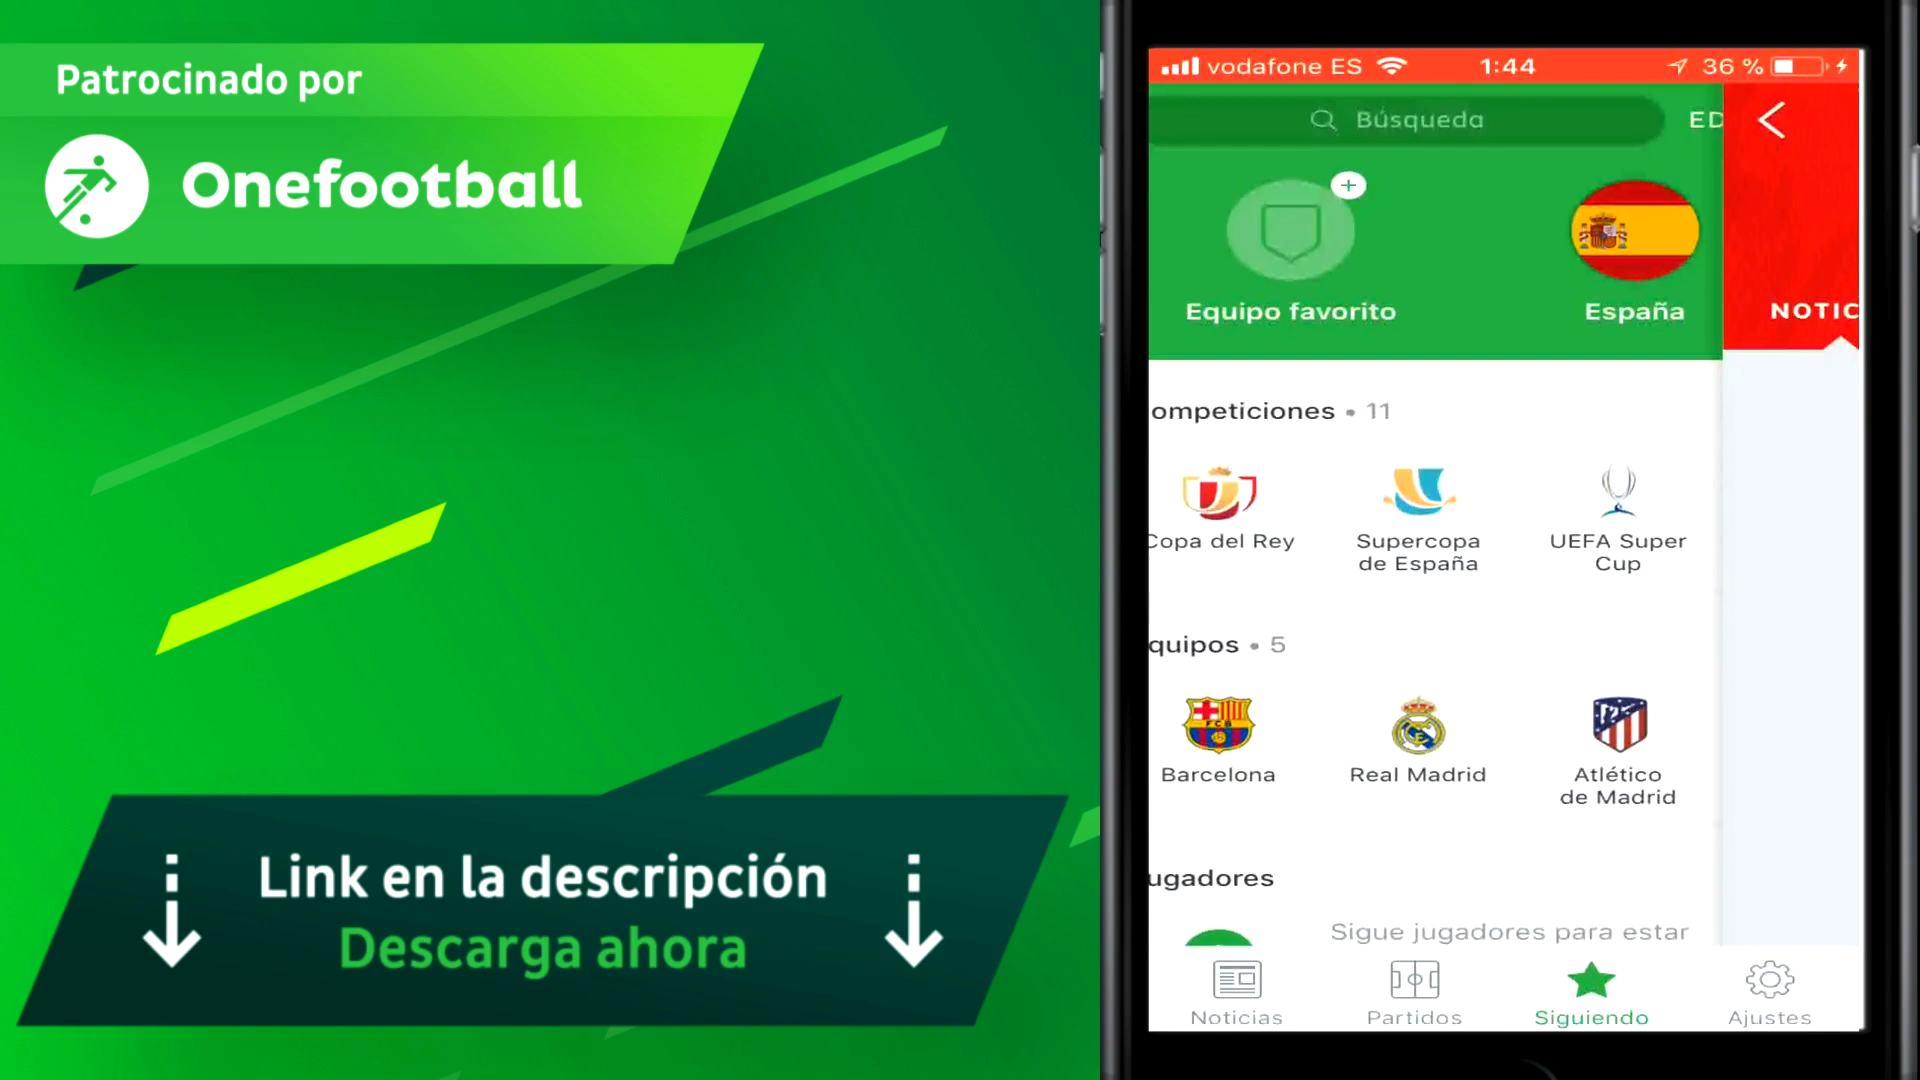 Patrocinado por
Onefootball
Link en la descripción
Descarga ahora
vodafone ES
1:44
36 %
Búsqueda
ED
Equipo favorito
España
NOTIC
ompeticiones • 11
Copa del Rey
Supercopa
de España
UEFA Super
Cup
quipos • 5
Barcelona
Real Madrid
Atlético
de Madrid
ugadores
Sigue jugadores para estar
Noticias
Partidos
Siguiendo
Ajustes